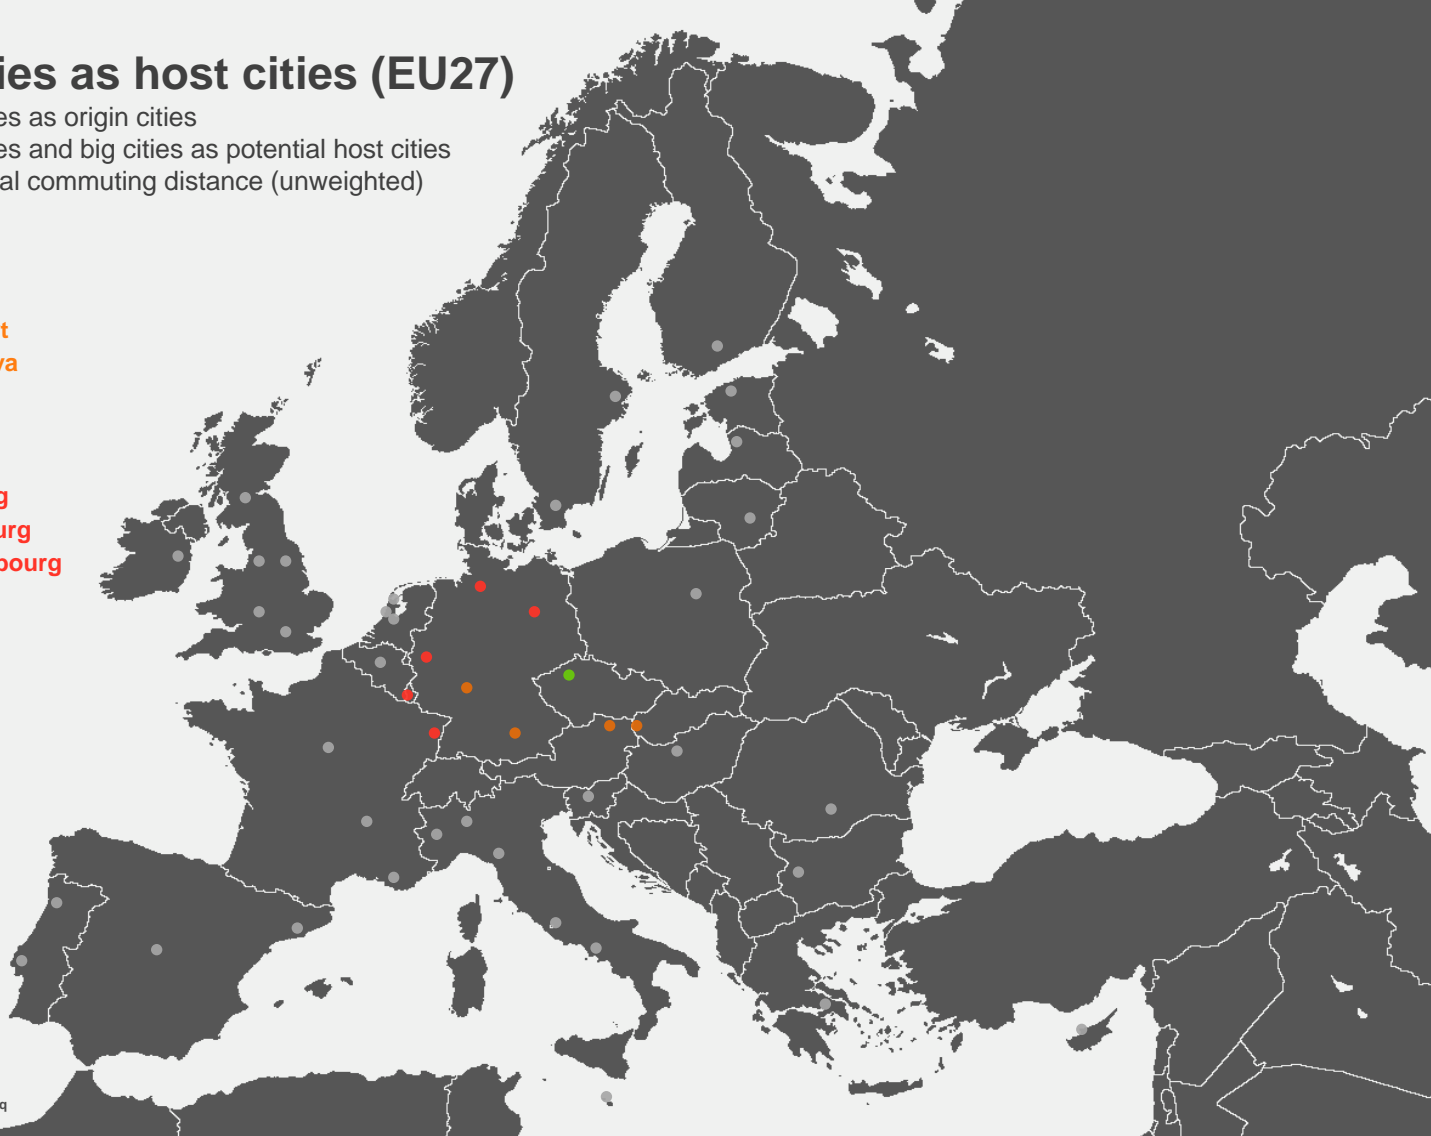 ies as host cities (EU27)
es as origin cities
es and big cities as potential host cities
al commuting distance (unweighted)
t
va
g
urg
bourg
q